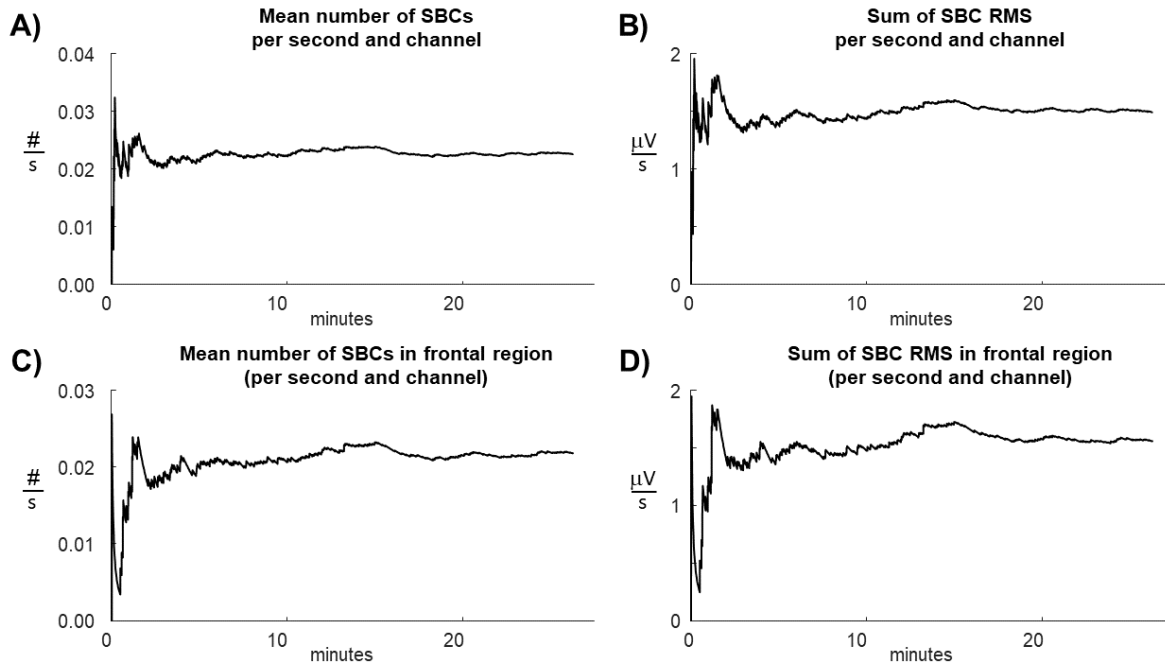 A)
Mean number of SBCs
per second and channel
0.04
0.03
#
s
0.02
0.01
0.00
0
10
20
minutes
B)
Sum of SBC RMS
per second and channel
2
μV
s
1
0
0
10
20
minutes
C)
Mean number of SBCs in frontal region
(per second and channel)
0.03
#
s
0.02
0.01
0.00
0
10
20
minutes
D)
Sum of SBC RMS in frontal region
(per second and channel)
2
μV
s
1
0
0
10
20
minutes